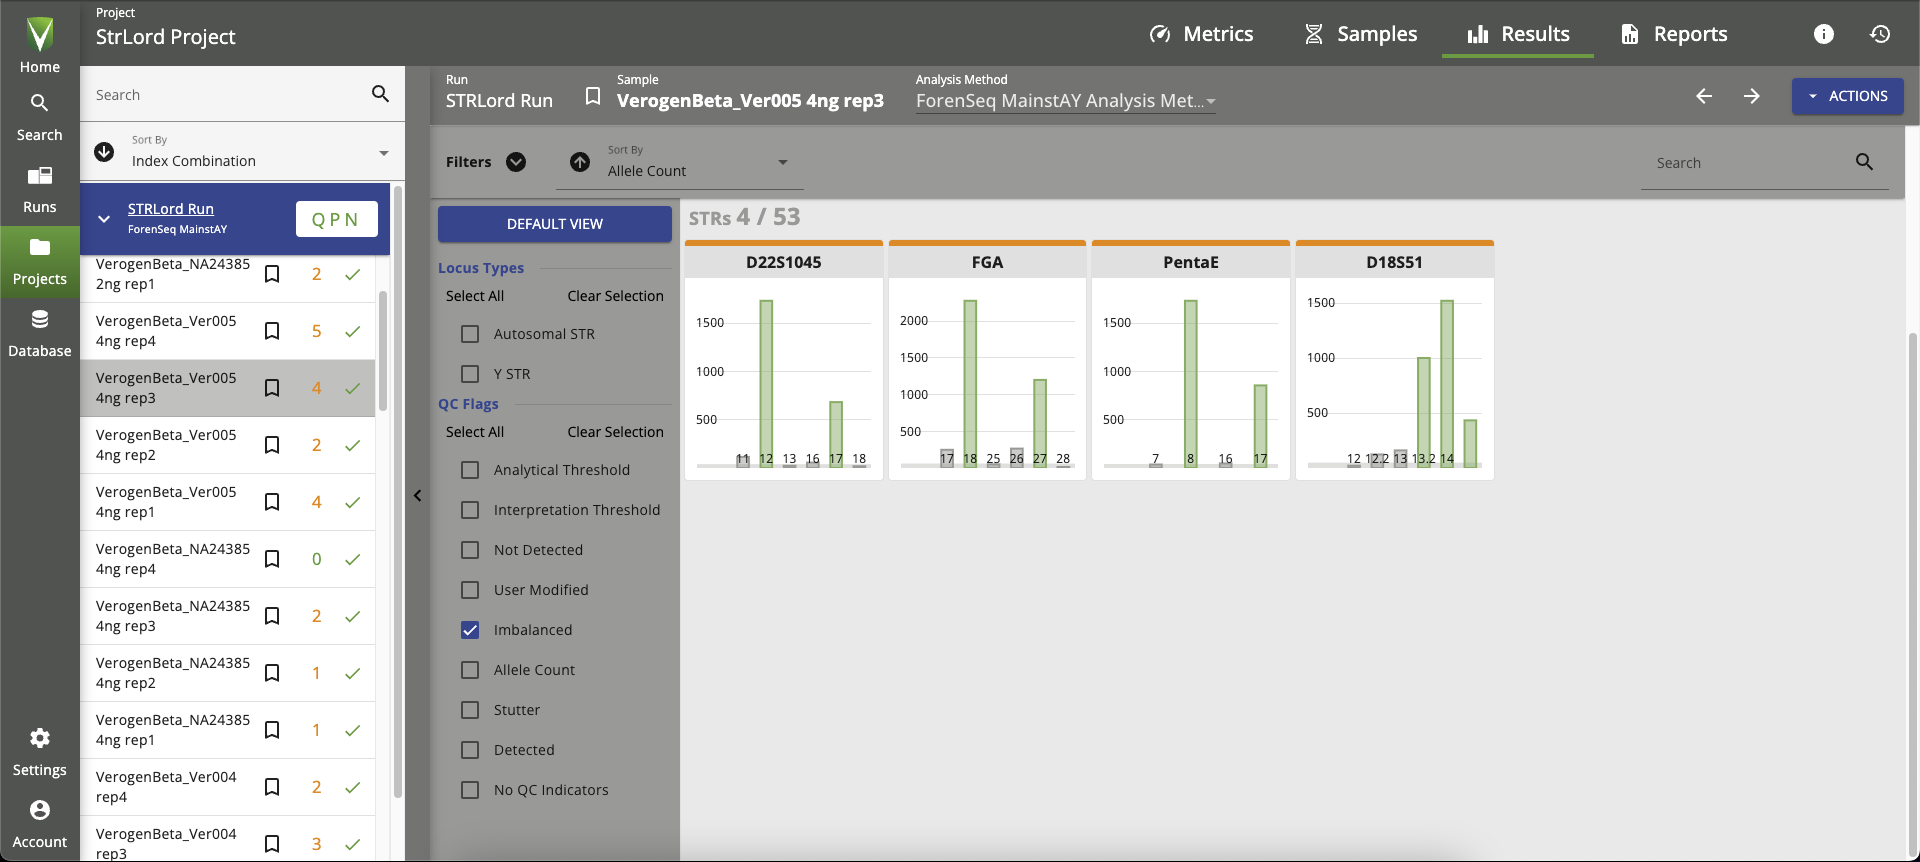 Project
StrLord Project
Metrics
Samples
Results
Reports
Home
Search
Runs
Projects
Database
Settings
Account
Search
Sort By
Index Combination
STRLord Run
ForenSeq MainstAY
Q P N
VerogenBeta_NA24385
2ng rep1
2
VerogenBeta_Ver005
4ng rep4
5
VerogenBeta_Ver005
4ng rep3
4
VerogenBeta_Ver005
4ng rep2
2
VerogenBeta_Ver005
4ng rep1
4
VerogenBeta_NA24385
4ng rep4
0
VerogenBeta_NA24385
4ng rep3
2
VerogenBeta_NA24385
4ng rep2
1
VerogenBeta_NA24385
4ng rep1
1
VerogenBeta_Ver004
rep4
2
VerogenBeta_Ver004
rep3
3
Run
STRLord Run
Sample
VerogenBeta_Ver005 4ng rep3
Analysis Method
ForenSeq MainstAY Analysis Met...
ACTIONS
Filters
Sort By
Allele Count
Search
DEFAULT VIEW
Locus Types
Select All Clear Selection
Autosomal STR
Y STR
QC Flags
Select All Clear Selection
Analytical Threshold
Interpretation Threshold
Not Detected
User Modified
Imbalanced
Allele Count
Stutter
Detected
No QC Indicators
STRs 4 / 53
D22S1045
1500
1000
500
11 12 13 16 17 18
FGA
2000
1500
1000
500
17 18 25 26 27 28
PentaE
1500
1000
500
7 8 16 17
D18S51
1500
1000
500
12 12.2 13 13.2 14